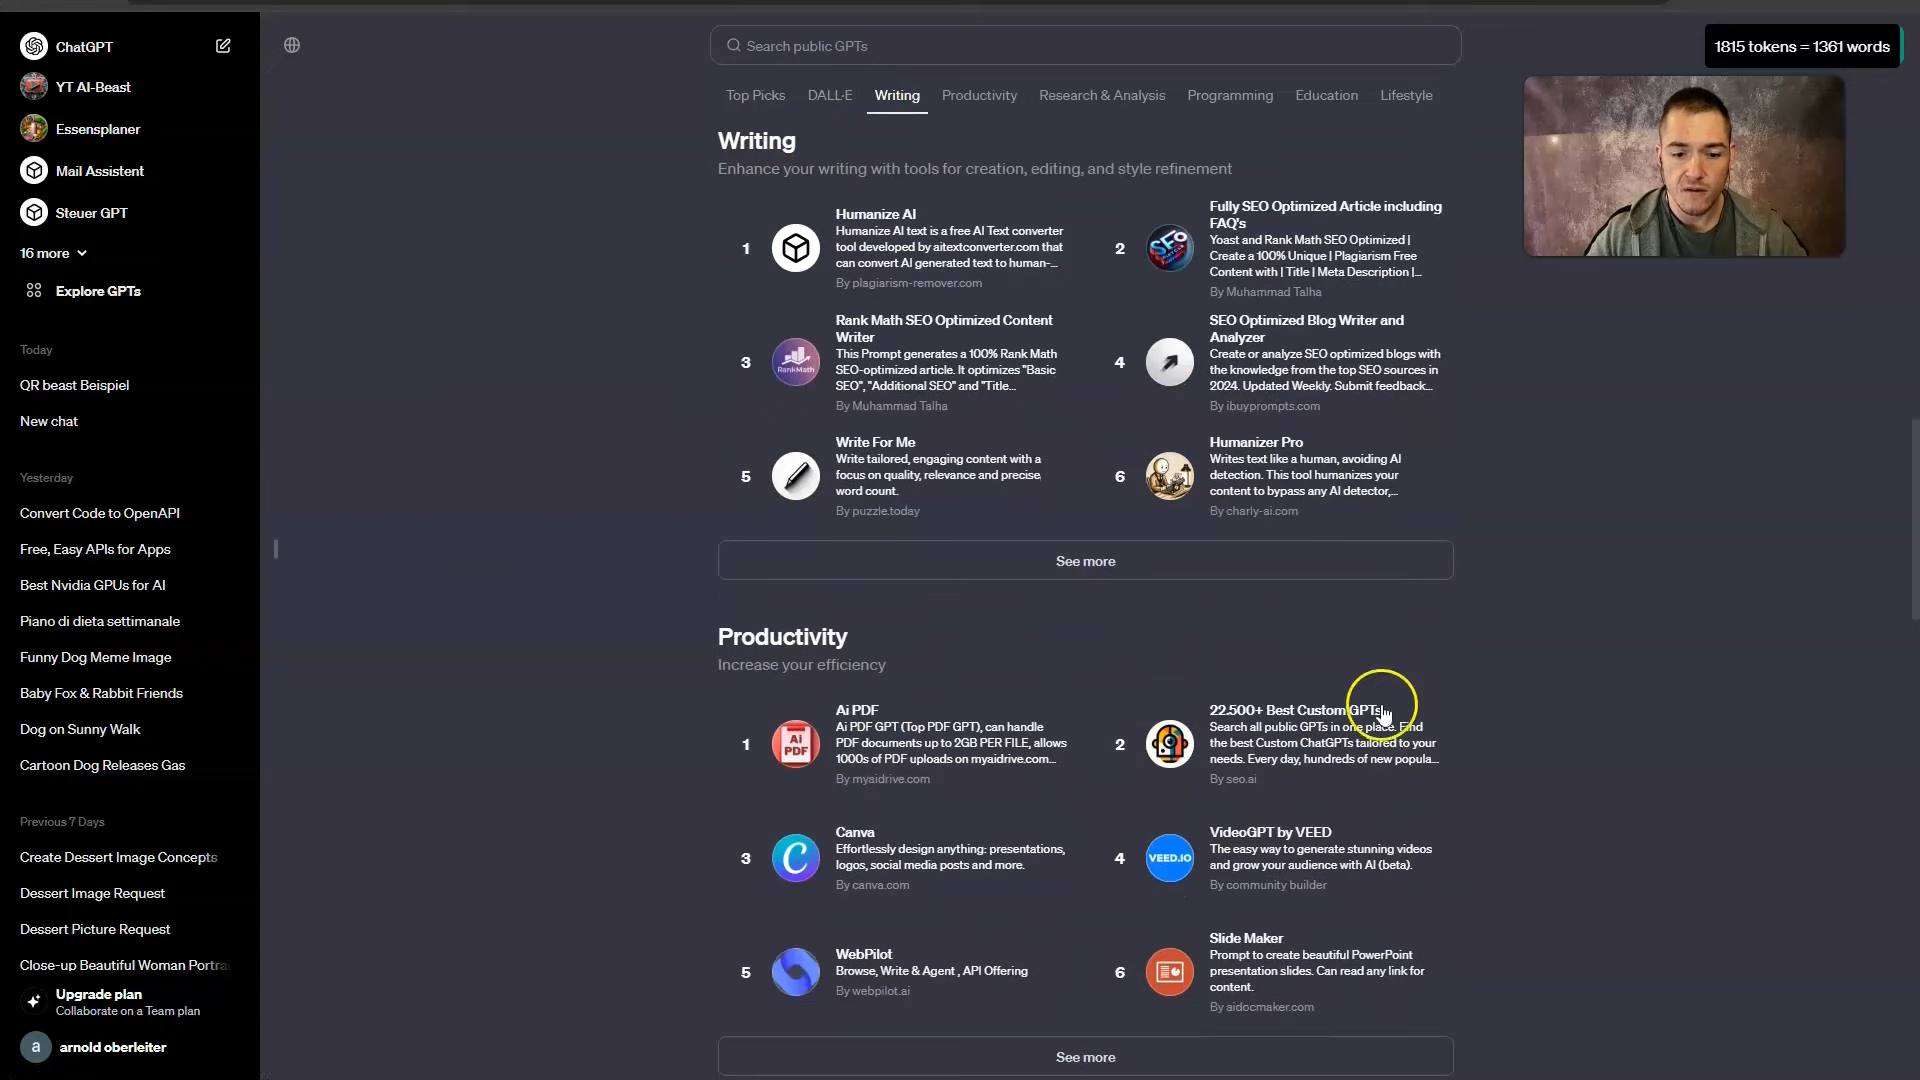 ChatGPT
YT AI-Beast
Essensplaner
Mail Assistent
Steuer GPT
16 more
Explore GPTs
Today
QR beast Beispiel
New chat
Yesterday
Convert Code to OpenAPI
Free, Easy APIs for Apps
Best Nvidia GPUs for AI
Piano di dieta settimanale
Funny Dog Meme Image
Baby Fox & Rabbit Friends
Dog on Sunny Walk
Cartoon Dog Releases Gas
Previous 7 Days
Create Dessert Image Concepts
Dessert Image Request
Dessert Picture Request
Close-up Beautiful Woman Portrai
Upgrade plan
Collaborate on a Team plan
a
arnold oberleiter
Search public GPTs
1815 tokens = 1361 words
Top Picks DALL·E Writing Productivity Research & Analysis Programming Education Lifestyle
Writing
Enhance your writing with tools for creation, editing, and style refinement
1
Humanize AI
Humanize AI text is a free AI Text converter
tool developed by aitextconverter.com that
can convert AI generated text to human-...
By plagiarism-remover.com
2
SEO
Fully SEO Optimized Article including
FAQ's
Yoast and Rank Math SEO Optimized |
Create a 100% Unique | Plagiarism Free
Content with | Title | Meta Description |...
By Muhammad Talha
3
RankMath
Rank Math SEO Optimized Content
Writer
This Prompt generates a 100% Rank Math
SEO-optimized article. It optimizes "Basic
SEO", "Additional SEO" and "Title...
By Muhammad Talha
4
SEO Optimized Blog Writer and
Analyzer
Create or analyze SEO optimized blogs with
the knowledge from the top SEO sources in
2024. Updated Weekly. Submit feedback...
By ibuyprompts.com
5
Write For Me
Write tailored, engaging content with a
focus on quality, relevance and precise
word count.
By puzzle.today
6
Humanizer Pro
Writes text like a human, avoiding AI
detection. This tool humanizes your
content to bypass any AI detector,...
By charly-ai.com
See more
Productivity
Increase your efficiency
1
AI
PDF
Ai PDF
Ai PDF GPT (Top PDF GPT), can handle
PDF documents up to 2GB PER FILE, allows
1000s of PDF uploads on myaidrive.com...
By myaidrive.com
2
22.500+ Best Custom GPTs
Search all public GPTs in one place. Find
the best Custom ChatGPTs tailored to your
needs. Every day, hundreds of new popula...
By seo.ai
3
C
Canva
Effortlessly design anything: presentations,
logos, social media posts and more.
By canva.com
4
VEED.IO
VideoGPT by VEED
The easy way to generate stunning videos
and grow your audience with AI (beta).
By community builder
5
WebPilot
Browse, Write & Agent , API Offering
By webpilot.ai
6
Slide Maker
Prompt to create beautiful PowerPoint
presentation slides. Can read any link for
content.
By aidocmaker.com
See more